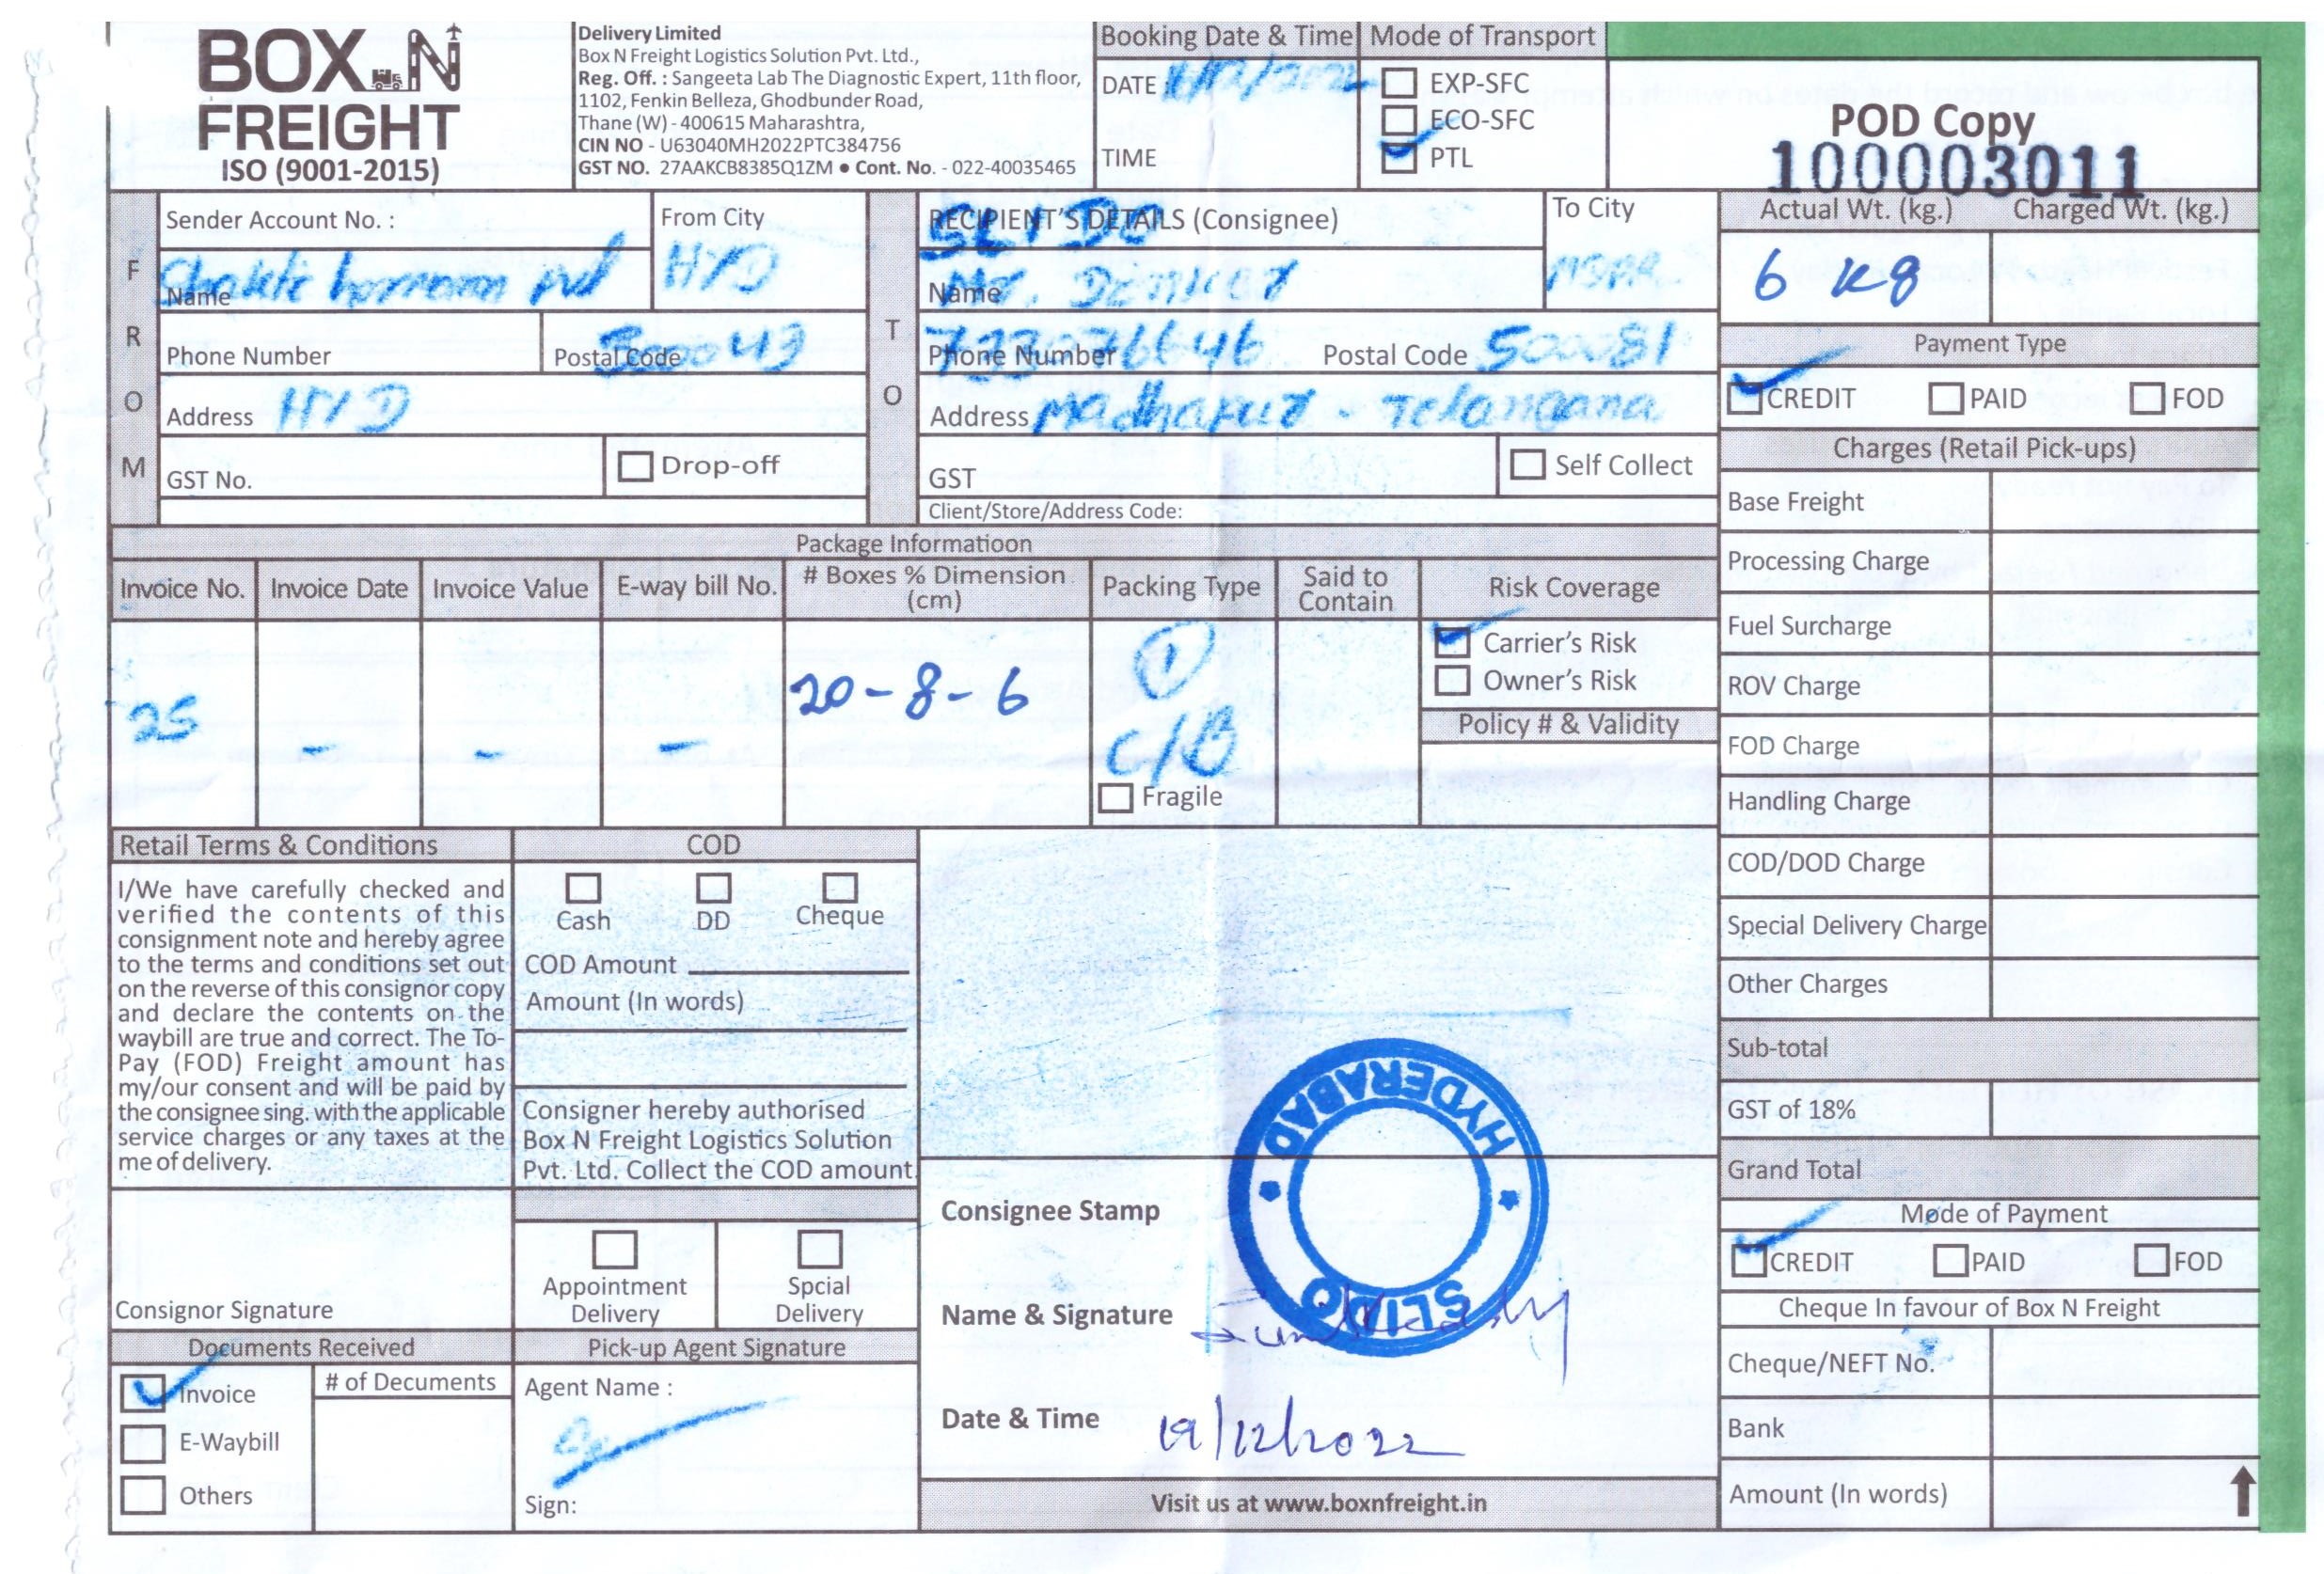 BOX N
FREIGHT
ISO (9001-2015)
Delivery Limited
Box N Freight Logistics Solution Pvt. Ltd.,
Reg. Off. : Sangeeta Lab The Diagnostic Expert, 11th floor,
1102, Fenkin Belleza, Ghodbunder Road,
Thane (W) - 400615 Maharashtra,
CIN NO - U63040MH2022PTC384756
GST NO. 27AAKCB8385Q1ZM ● Cont. No. - 022-40035465
Booking Date & Time
DATE
TIME
Mode of Transport
EXP-SFC
ECO-SFC
PTL
POD Copy
100003011
FROM
Sender Account No. :
From City
HYD
Name
Phone Number
Postal Code 500049
Address HYD
GST No.
Drop-off
TO
RECIPIENT'S DETAILS (Consignee)
SLIDO
To City
Name Mr.
Phone Number
Postal Code 500081
Address Madhapur - Telangana
GST
Self Collect
Client/Store/Address Code:
Actual Wt. (kg.) Charged Wt. (kg.)
6 kg
Payment Type
CREDIT PAID FOD
Charges (Retail Pick-ups)
Base Freight
Processing Charge
Fuel Surcharge
ROV Charge
FOD Charge
Handling Charge
COD/DOD Charge
Special Delivery Charge
Other Charges
Sub-total
GST of 18%
Grand Total
Mode of Payment
CREDIT PAID FOD
Cheque In favour of Box N Freight
Cheque/NEFT No.
Bank
Amount (In words)
Package Informatioon
Invoice No. Invoice Date Invoice Value E-way bill No. # Boxes % Dimension (cm) Packing Type Said to Contain Risk Coverage
25 - - - 20-8-6 1
C/B
Fragile
Carrier's Risk
Owner's Risk
Policy # & Validity
Retail Terms & Conditions
I/We have carefully checked and
verified the contents of this
consignment note and hereby agree
to the terms and conditions set out
on the reverse of this consignor copy
and declare the contents on the
waybill are true and correct. The To-
Pay (FOD) Freight amount has
my/our consent and will be paid by
the consignee sing. with the applicable
service charges or any taxes at the
me of delivery.
Consignor Signature
COD
Cash DD Cheque
COD Amount
Amount (In words)
Consigner hereby authorised
Box N Freight Logistics Solution
Pvt. Ltd. Collect the COD amount.
Appointment Delivery
Spcial Delivery
Documents Received
Invoice
E-Waybill
Others
# of Decuments
Pick-up Agent Signature
Agent Name :
Sign:
Consignee Stamp
HYDERABAD
SLIDO
Name & Signature
Date & Time 19/12/2022
Visit us at www.boxnfreight.in